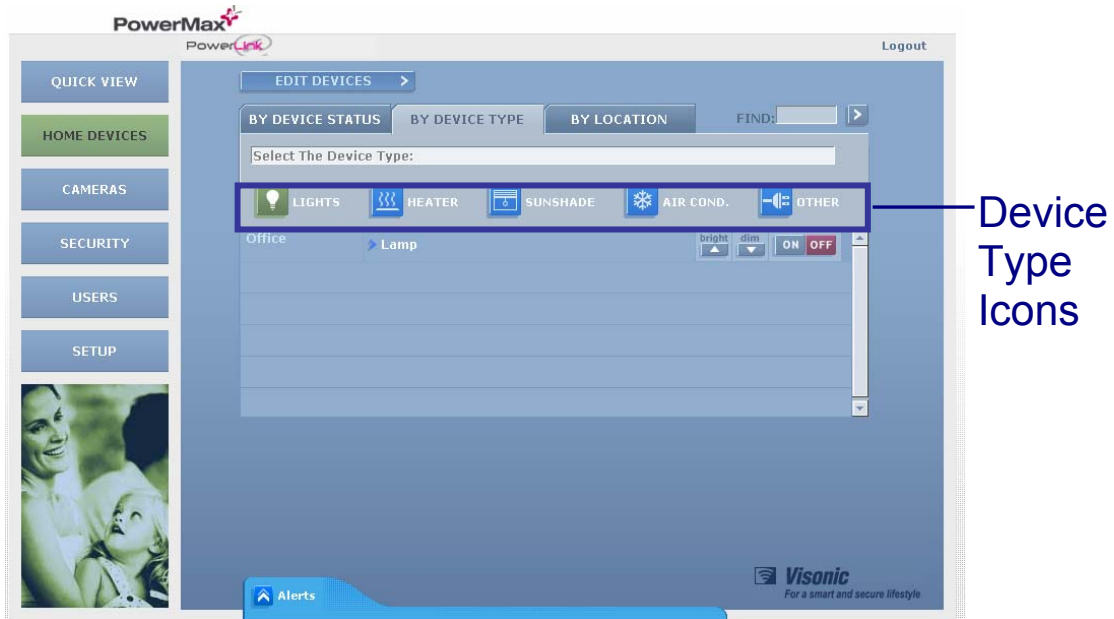 PowerMax
PowerLink
Logout
QUICK VIEW
HOME DEVICES
CAMERAS
SECURITY
USERS
SETUP
EDIT DEVICES >
BY DEVICE STATUS BY DEVICE TYPE BY LOCATION FIND: >
Select The Device Type:
LIGHTS HEATER SUNSHADE AIR COND. OTHER
Office Lamp bright dim ON OFF
Device
Type
Icons
Alerts
Visonic
For a smart and secure lifestyle